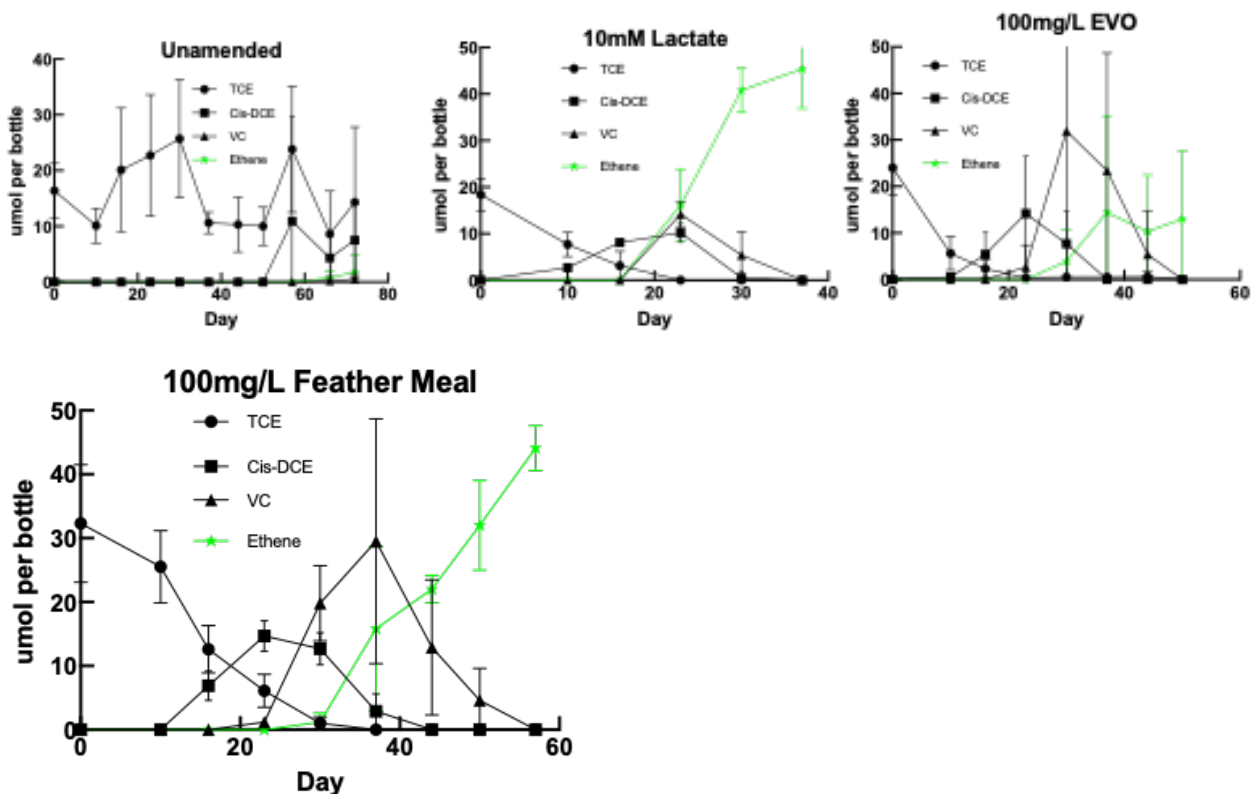 Unamended
40
30
20
10
0
0 20 40 60 80
umol per bottle
TCE
Cis-DCE
VC
Ethene
Day
10mM Lactate
50
40
30
20
10
0
0 10 20 30 40
umol per bottle
TCE
Cis-DCE
VC
Ethene
Day
100mg/L EVO
50
40
30
20
10
0
0 20 40 60
umol per bottle
TCE
Cis-DCE
VC
Ethene
Day
100mg/L Feather Meal
50
40
30
20
10
0
0 20 40 60
umol per bottle
TCE
Cis-DCE
VC
Ethene
Day